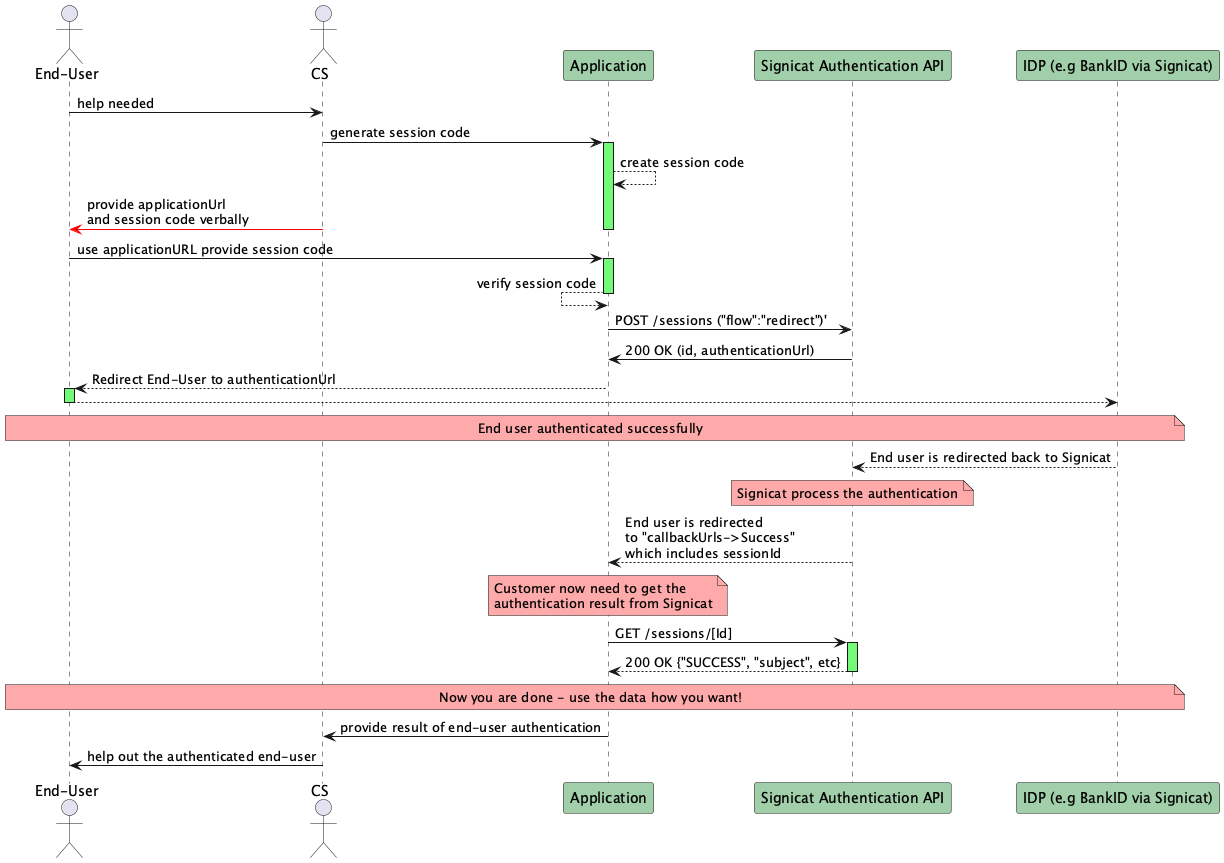 End-User
CS
Application
Signicat Authentication API
IDP (e.g BankID via Signicat)
help needed
generate session code
create session code
provide applicationUrl
and session code verbally
use applicationURL provide session code
verify session code
POST /sessions ("flow":"redirect")'
200 OK (id, authenticationUrl)
Redirect End-User to authenticationUrl
End user authenticated successfully
End user is redirected back to Signicat
Signicat process the authentication
End user is redirected
to "callbackUrls->Success"
which includes sessionId
Customer now need to get the
authentication result from Signicat
GET /sessions/[Id]
200 OK {"SUCCESS", "subject", etc}
Now you are done - use the data how you want!
provide result of end-user authentication
help out the authenticated end-user
End-User
CS
Application
Signicat Authentication API
IDP (e.g BankID via Signicat)